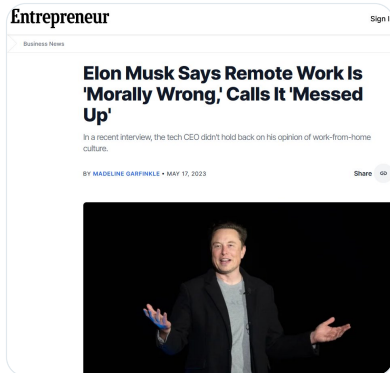 Entrepreneur
Sign I
Business News
Elon Musk Says Remote Work Is
'Morally Wrong,' Calls It 'Messed
Up'
In a recent interview, the tech CEO didn't hold back on his opinion of work-from-home
culture.
BY MADELINE GARFINKLE • MAY 17, 2023
Share